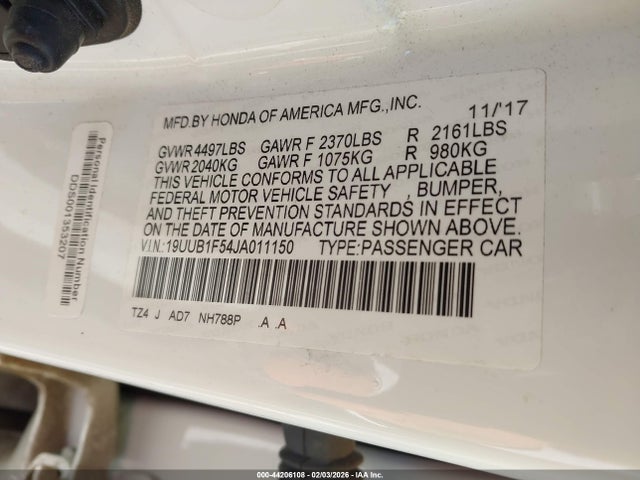 MFD.BY HONDA OF AMERICA MFG.,INC. 11/'17
GVWR 4497LBS GAWR F 2370LBS R 2161LBS
GVWR 2040KG GAWR F 1075KG R 980KG
THIS VEHICLE CONFORMS TO ALL APPLICABLE
FEDERAL MOTOR VEHICLE SAFETY , BUMPER,
AND THEFT PREVENTION STANDARDS IN EFFECT
ON THE DATE OF MANUFACTURE SHOWN ABOVE.
V.I.N.:19UUB1F54JA011150 TYPE:PASSENGER CAR
TZ4 J AD7 NH788P .A .A
Personal Identification Number
DDS001353207
000-44206108 - 02/03/2026 - IAA Inc.